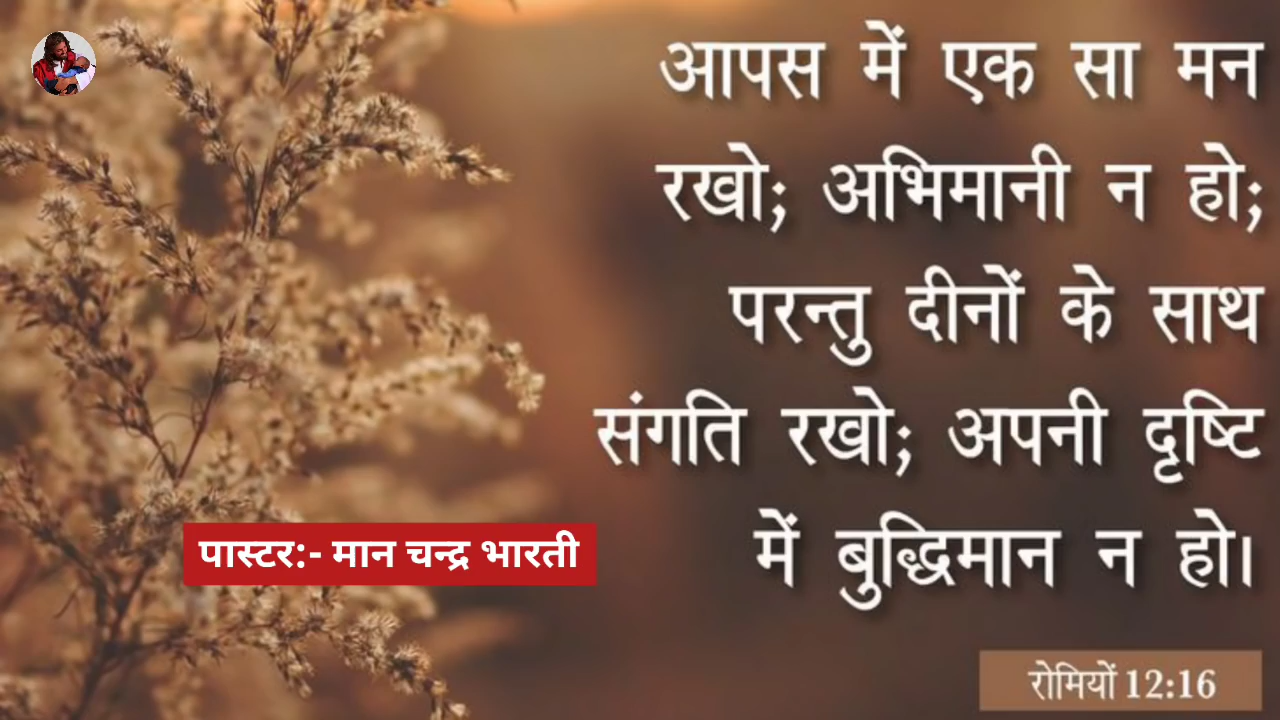 आपस में एक सा मन
रखो; अभिमानी न हो;
परन्तु दीनों के साथ
संगति रखो; अपनी दृष्टि
में बुद्धिमान न हो।
पास्टर:- मान चन्द्र भारती
रोमियों 12:16